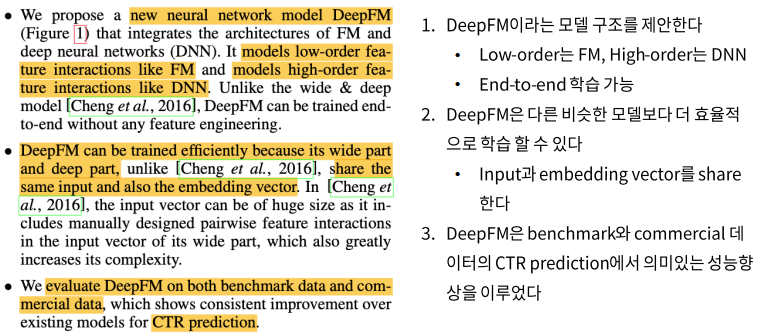 • We propose a new neural network model DeepFM
(Figure 1) that integrates the architectures of FM and
deep neural networks (DNN). It models low-order fea-
ture interactions like FM and models high-order fea-
ture interactions like DNN. Unlike the wide & deep
model [Cheng et al., 2016], DeepFM can be trained end-
to-end without any feature engineering.
• DeepFM can be trained efficiently because its wide part
and deep part, unlike [Cheng et al., 2016], share the
same input and also the embedding vector. In [Cheng et
al., 2016], the input vector can be of huge size as it in-
cludes manually designed pairwise feature interactions
in the input vector of its wide part, which also greatly
increases its complexity.
• We evaluate DeepFM on both benchmark data and com-
mercial data, which shows consistent improvement over
existing models for CTR prediction.
1. DeepFM이라는 모델 구조를 제안한다
• Low-order는 FM, High-order는 DNN
• End-to-end 학습 가능
2. DeepFM은 다른 비슷한 모델보다 더 효율적
으로 학습 할 수 있다
• Input과 embedding vector를 share
한다
3. DeepFM은 benchmark와 commercial 데
이터의 CTR prediction에서 의미있는 성능향
상을 이루었다